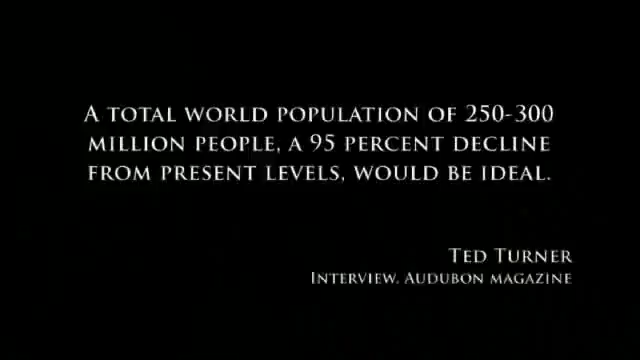 A TOTAL WORLD POPULATION OF 250-300
MILLION PEOPLE, A 95 PERCENT DECLINE
FROM PRESENT LEVELS, WOULD BE IDEAL.
TED TURNER
INTERVIEW, AUDUBON MAGAZINE